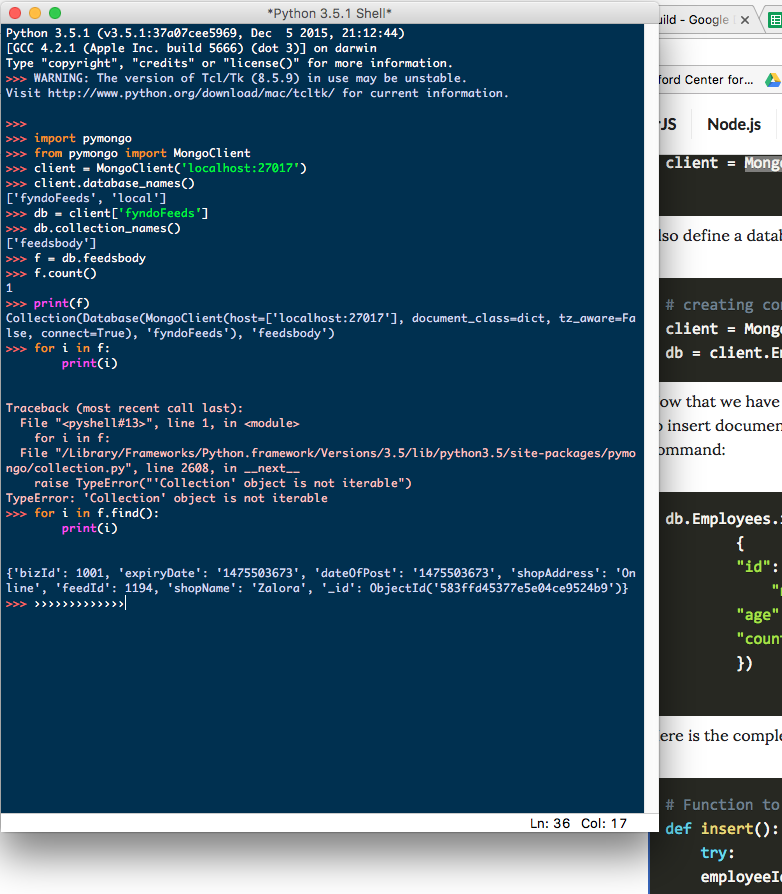 *Python 3.5.1 Shell*
Python 3.5.1 (v3.5.1:37a07cee5969, Dec  5 2015, 21:12:44)
[GCC 4.2.1 (Apple Inc. build 5666) (dot 3)] on darwin
Type "copyright", "credits" or "license()" for more information.
>>> WARNING: The version of Tcl/Tk (8.5.9) in use may be unstable.
Visit http://www.python.org/download/mac/tcltk/ for current information.
>>>
>>> import pymongo
>>> from pymongo import MongoClient
>>> client = MongoClient('localhost:27017')
>>> client.database_names()
['fyndoFeeds', 'local']
>>> db = client['fyndoFeeds']
>>> db.collection_names()
['feedsbody']
>>> f = db.feedsbody
>>> f.count()
1
>>> print(f)
Collection(Database(MongoClient(host=['localhost:27017'], document_class=dict, tz_aware=Fa
lse, connect=True), 'fyndoFeeds'), 'feedsbody')
>>> for i in f:
        print(i)
Traceback (most recent call last):
  File "<pyshell#13>", line 1, in <module>
    for i in f:
  File "/Library/Frameworks/Python.framework/Versions/3.5/lib/python3.5/site-packages/pymo
ngo/collection.py", line 2608, in __next__
    raise TypeError("'Collection' object is not iterable")
TypeError: 'Collection' object is not iterable
>>> for i in f.find():
        print(i)
{'bizId': 1001, 'expiryDate': '1475503673', 'dateOfPost': '1475503673', 'shopAddress': 'On
line', 'feedId': 1194, 'shopName': 'Zalora', '_id': ObjectId('583ffd45377e5e04ce9524b9')}
>>> ›››››››››››››
Ln: 36 Col: 17
uild - Google
ford Center for...
JS Node.js
client = Mong
lso define a datab
# creating co
client = Mong
db = client.E
ow that we have
o insert documen
ommand:
db.Employees.
{
"id":
"age"
"coun
})
ere is the comple
# Function to
def insert():
try:
employeeI